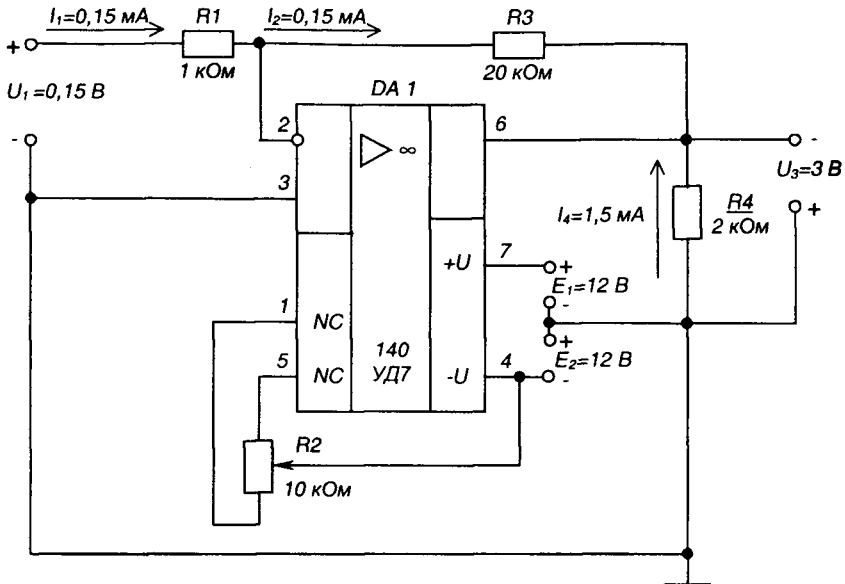 I₁=0,15 мА
R1
I₂=0,15 мА
R3
+
1 кОм
20 кОм
U₁=0,15 В
DA 1
-
2
∞
6
-
U₃=3 В
+
3
I₄=1,5 мА
R4
2 кОм
7
+U
+
E₁=12 В
-
1
NC
+
E₂=12 В
-
5
NC
140
УД7
-U
4
R2
10 кОм